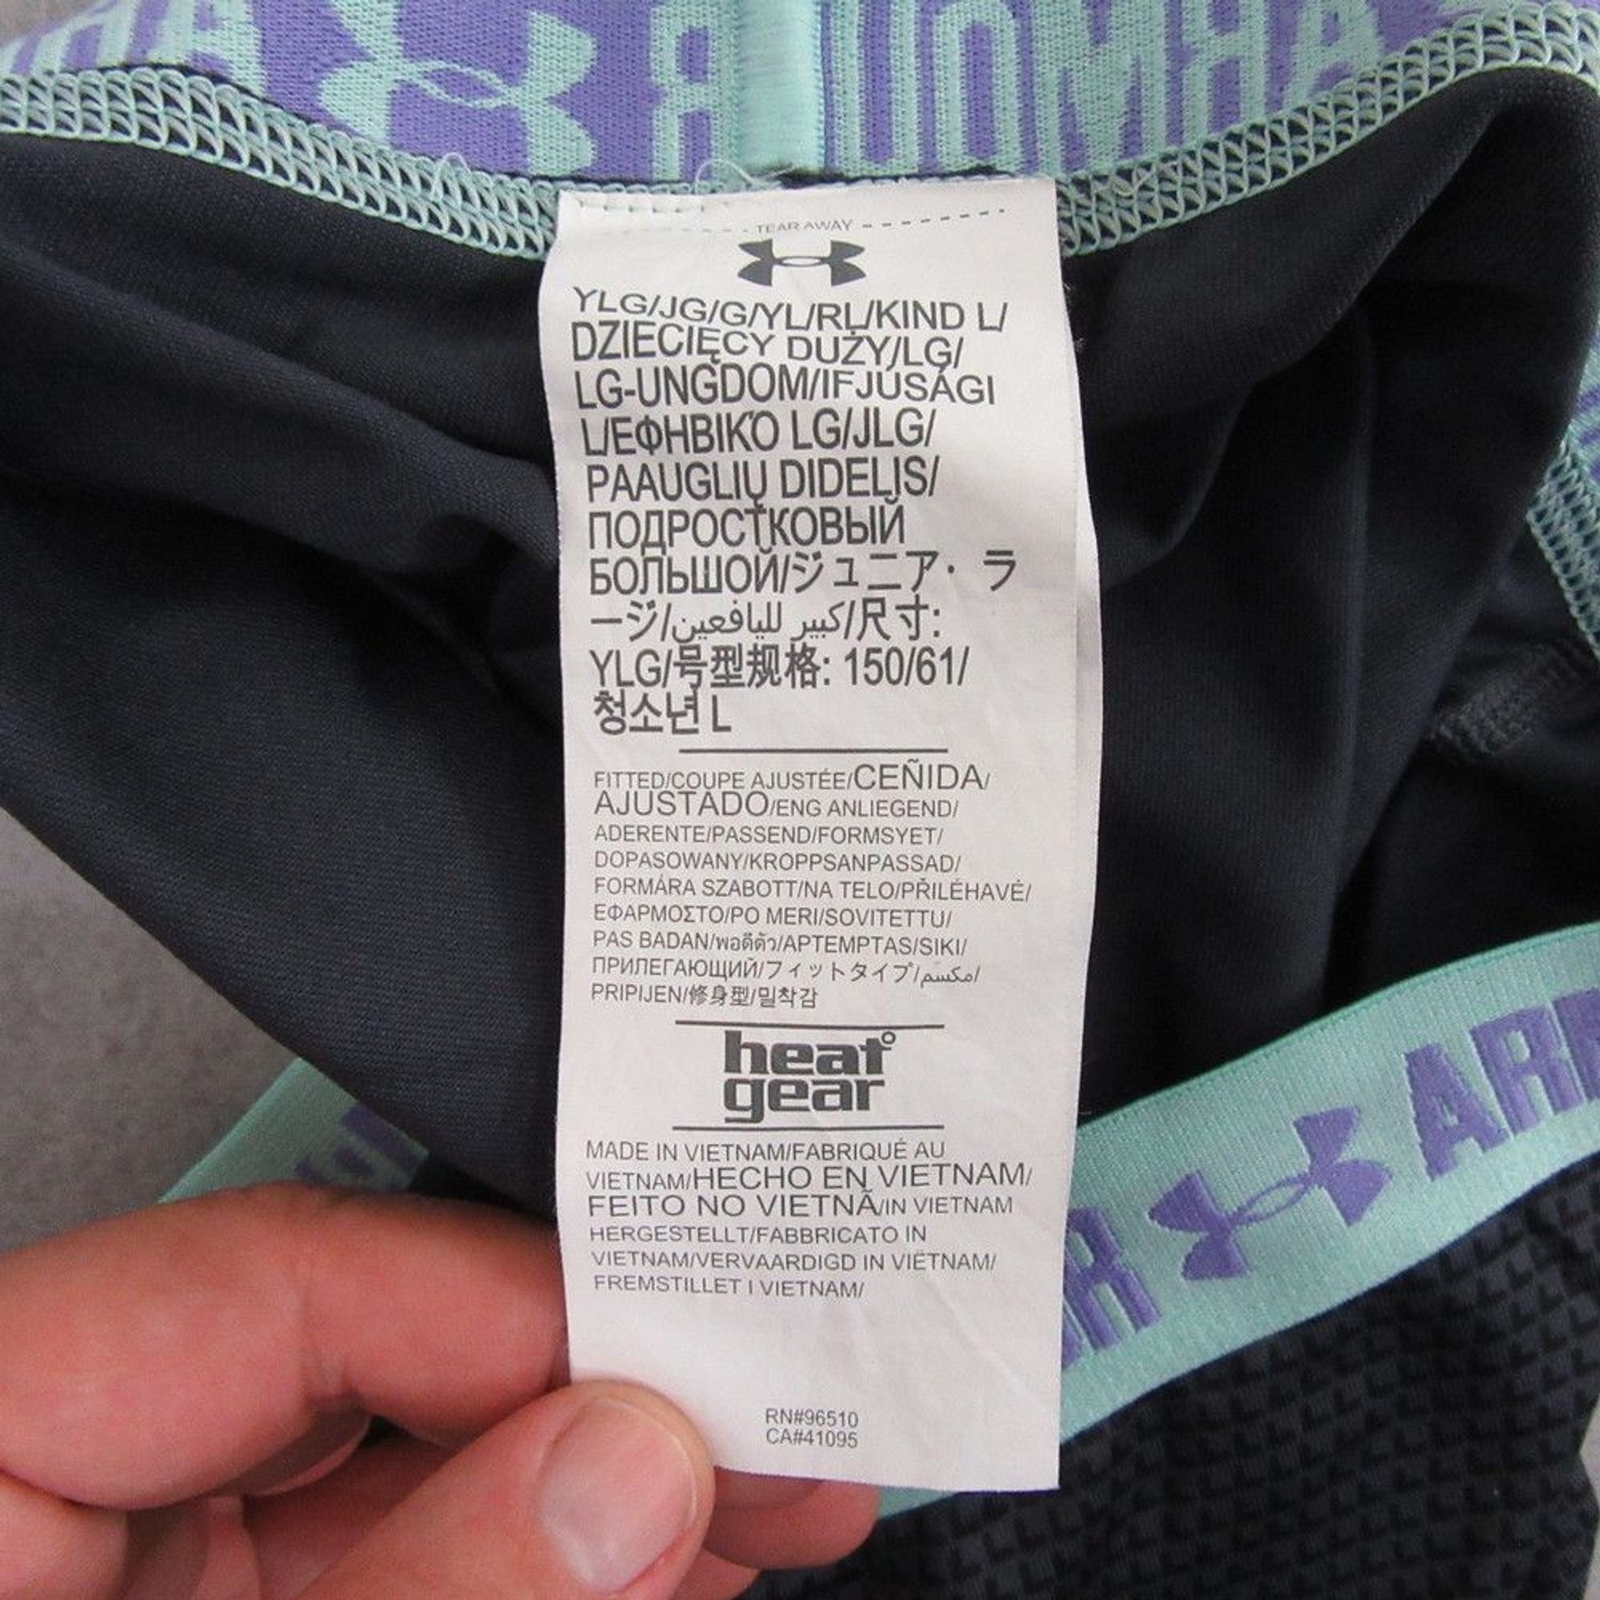 UOMЯA
ARMOUR
TEAR AWAY
YLG/JG/G/YL/RL/KIND L/
DZIECIĘCY DUŻY/LG/
LG-UNGDOM/IFJÚSÁGI
L/ΕΦΗΒΙΚΌ LG/JLG/
PAAUGLIŲ DIDELIS/
ПОДРОСТКОВЫЙ
БОЛЬШОЙ/ジュニア・ラ
ージ/كبير لليافعين/尺寸:
YLG/号型规格: 150/61/
청소년 L
FITTED/COUPE AJUSTÉE/CEÑIDA/
AJUSTADO/ENG ANLIEGEND/
ADERENTE/PASSEND/FORMSYET/
DOPASOWANY/KROPPSANPASSAD/
FORMÁRA SZABOTT/NA TELO/PŘILÉHAVÉ/
ΕΦΑΡΜΟΣΤΟ/PO MERI/SOVITETTU/
PAS BADAN/พอดีตัว/APTEMPTAS/SIKI/
ПРИЛЕГАЮЩИЙ/フィットタイプ/مكسم/
PRIPIJEN/修身型/밀착감
heat
gear
MADE IN VIETNAM/FABRIQUÉ AU
VIETNAM/HECHO EN VIETNAM/
FEITO NO VIETNÃ/IN VIETNAM
HERGESTELLT/FABBRICATO IN
VIETNAM/VERVAARDIGD IN VIËTNAM/
FREMSTILLET I VIETNAM/
RN#96510
CA#41095